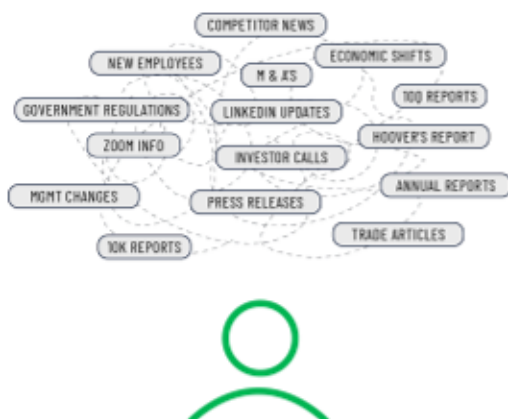 COMPETITOR NEWS
ECONOMIC SHIFTS
NEW EMPLOYEES
M & A'S
10Q REPORTS
GOVERNMENT REGULATIONS
LINKEDIN UPDATES
HOOVER'S REPORT
ZOOM INFO
INVESTOR CALLS
ANNUAL REPORTS
MGMT CHANGES
PRESS RELEASES
TRADE ARTICLES
10K REPORTS